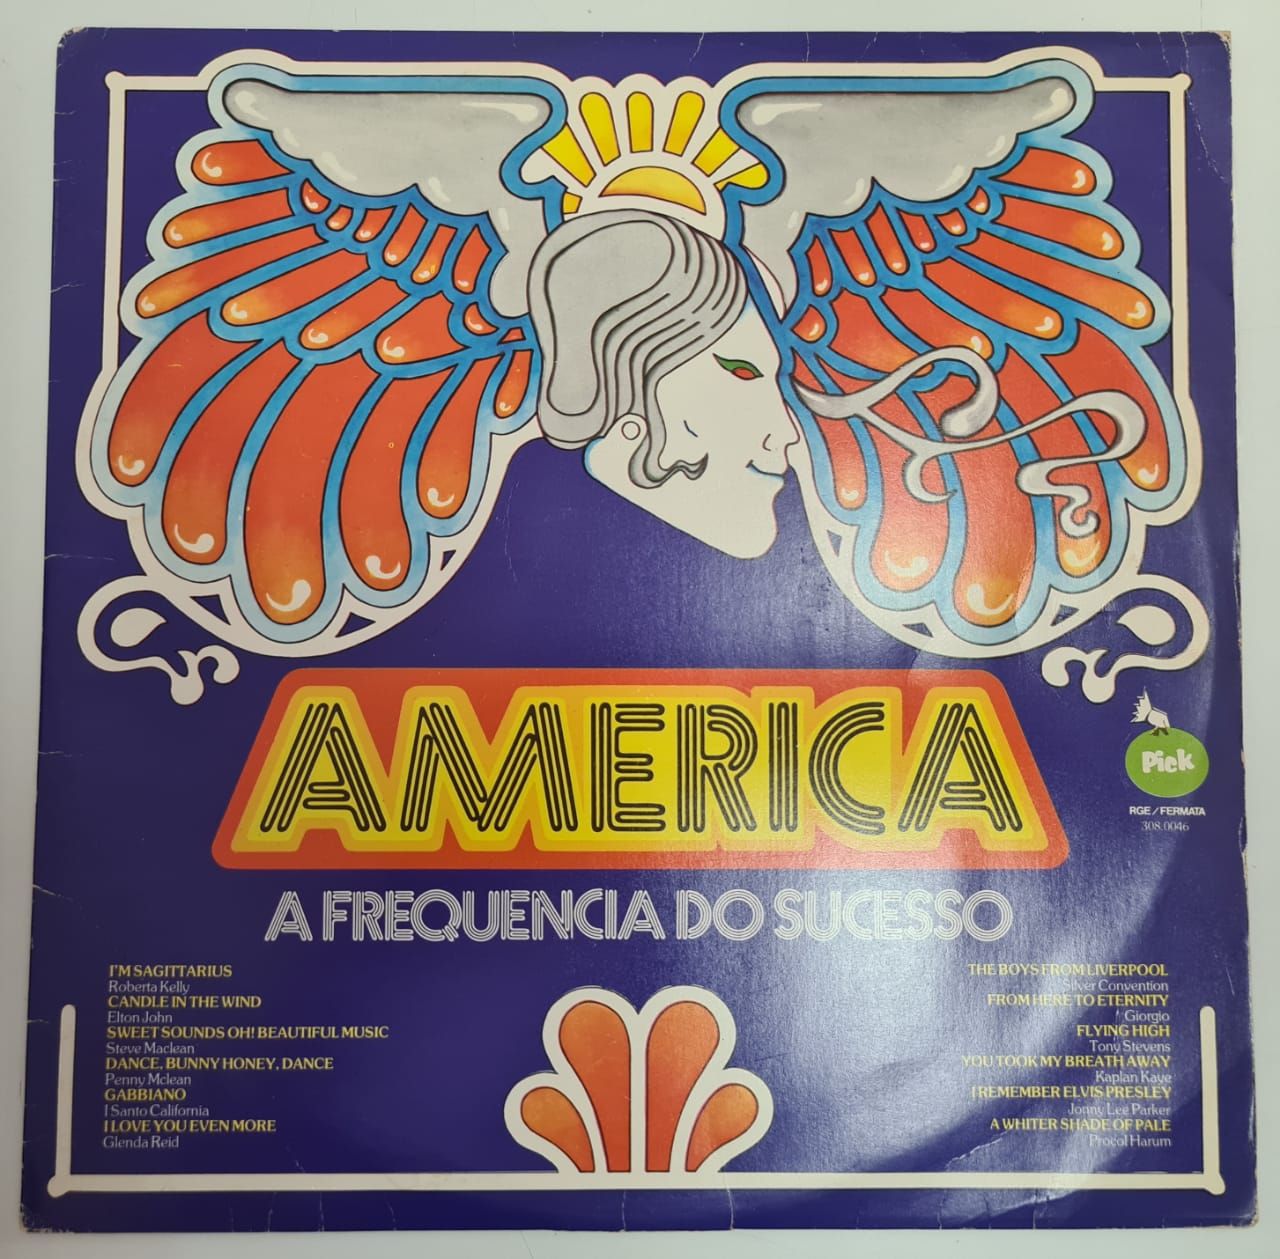 AMERICA
Pick
RGE / FERMATA
308.0046
A FREQUENCIA DO SUCESSO
I'M SAGITTARIUS
Roberta Kelly
CANDLE IN THE WIND
Elton John
SWEET SOUNDS OH! BEAUTIFUL MUSIC
Steve Maclean
DANCE, BUNNY HONEY, DANCE
Penny Mclean
GABBIANO
I Santo California
I LOVE YOU EVEN MORE
Glenda Reid
THE BOYS FROM LIVERPOOL
Silver Convention
FROM HERE TO ETERNITY
Giorgio
FLYING HIGH
Tony Stevens
YOU TOOK MY BREATH AWAY
Kaplan Kaye
I REMEMBER ELVIS PRESLEY
Jonny Lee Parker
A WHITER SHADE OF PALE
Procol Harum